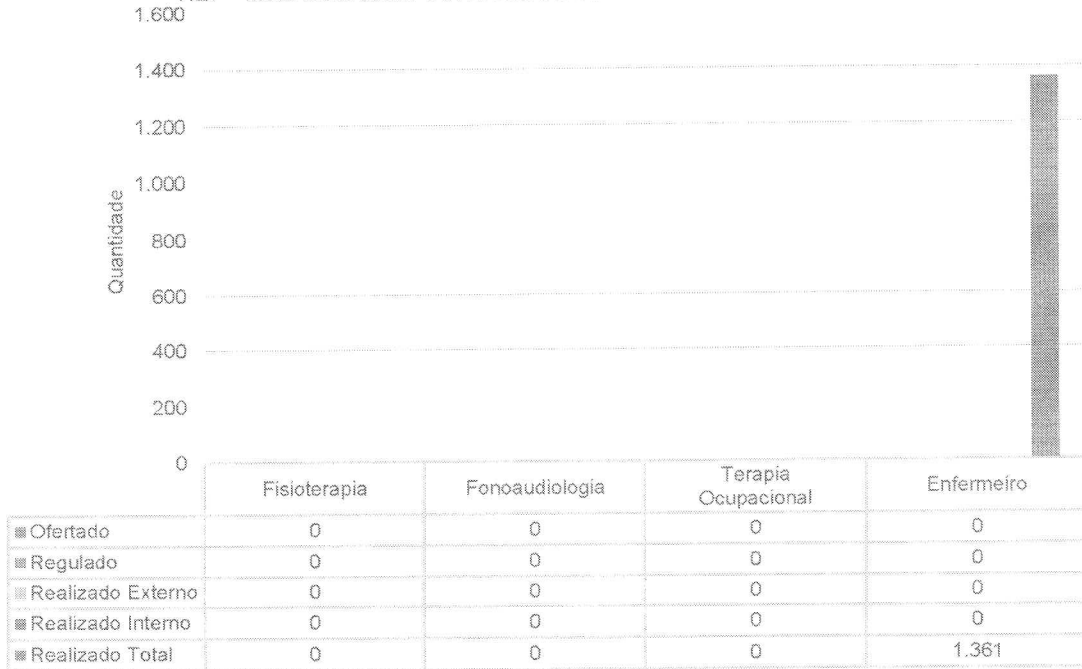 1.600
1.400
1.200
1.000
800
600
400
200
0
Quantidade
Fisioterapia Fonoaudiologia Terapia Ocupacional Enfermeiro
Ofertado 0 0 0 0
Regulado 0 0 0 0
Realizado Externo 0 0 0 0
Realizado Interno 0 0 0 0
Realizado Total 0 0 0 1.361